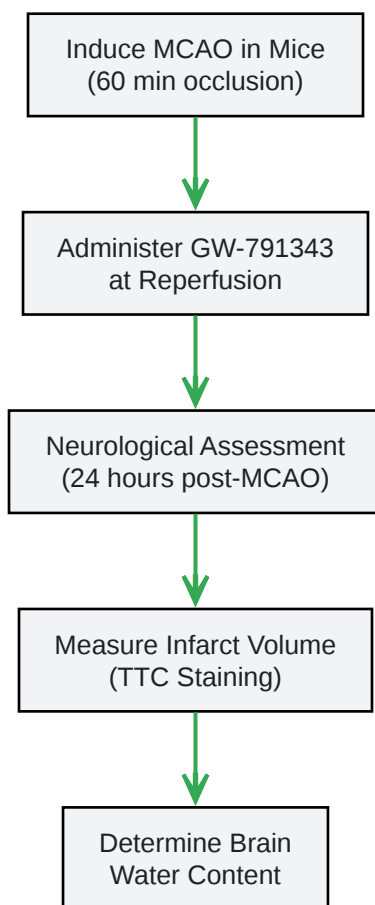 Induce MCAO in Mice
(60 min occlusion)
Administer GW-791343
at Reperfusion
Neurological Assessment
(24 hours post-MCAO)
Measure Infarct Volume
(TTC Staining)
Determine Brain
Water Content